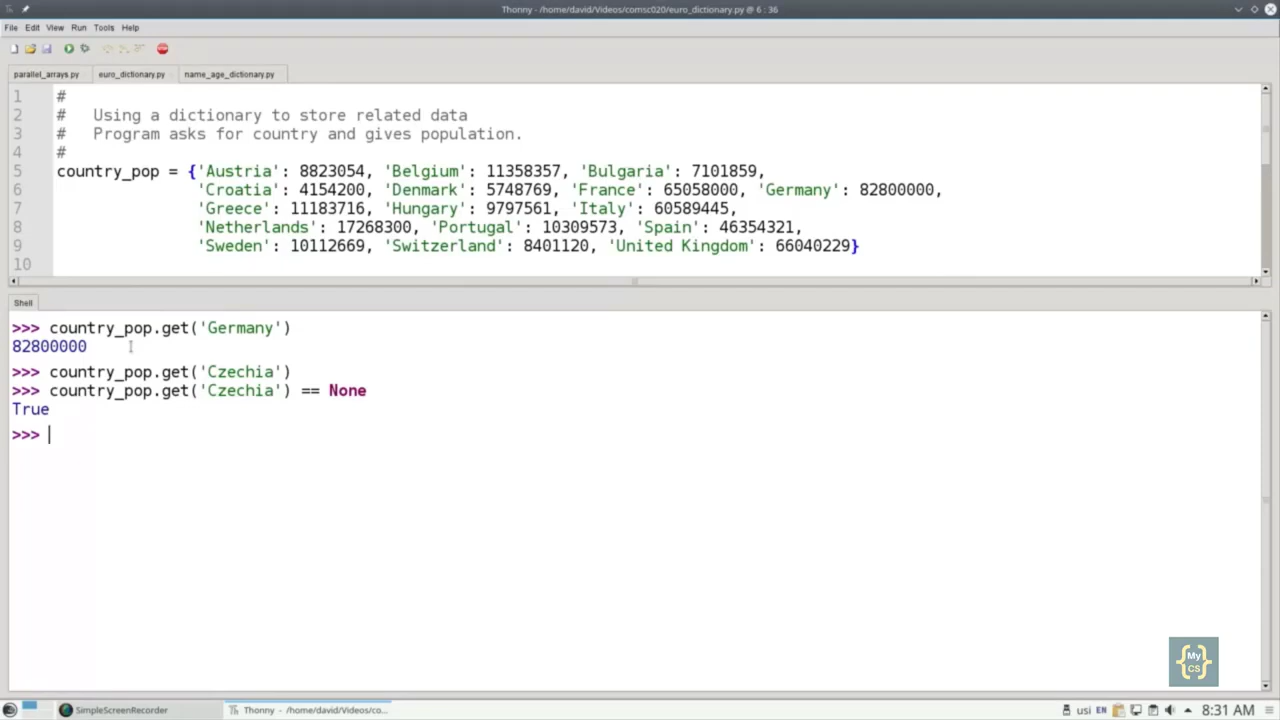 Thonny - /home/david/Videos/comsc020/euro_dictionary.py @ 6 : 36
File Edit View Run Tools Help
parallel_arrays.py euro_dictionary.py name_age_dictionary.py
1 #
2 # Using a dictionary to store related data
3 # Program asks for country and gives population.
4 #
5 country_pop = {'Austria': 8823054, 'Belgium': 11358357, 'Bulgaria': 7101859,
6 'Croatia': 4154200, 'Denmark': 5748769, 'France': 65058000, 'Germany': 82800000,
7 'Greece': 11183716, 'Hungary': 9797561, 'Italy': 60589445,
8 'Netherlands': 17268300, 'Portugal': 10309573, 'Spain': 46354321,
9 'Sweden': 10112669, 'Switzerland': 8401120, 'United Kingdom': 66040229}
10
Shell
>>> country_pop.get('Germany')
82800000
>>> country_pop.get('Czechia')
>>> country_pop.get('Czechia') == None
True
>>>
{My CS}
SimpleScreenRecorder Thonny - /home/david/Videos/co... usi EN 8:31 AM